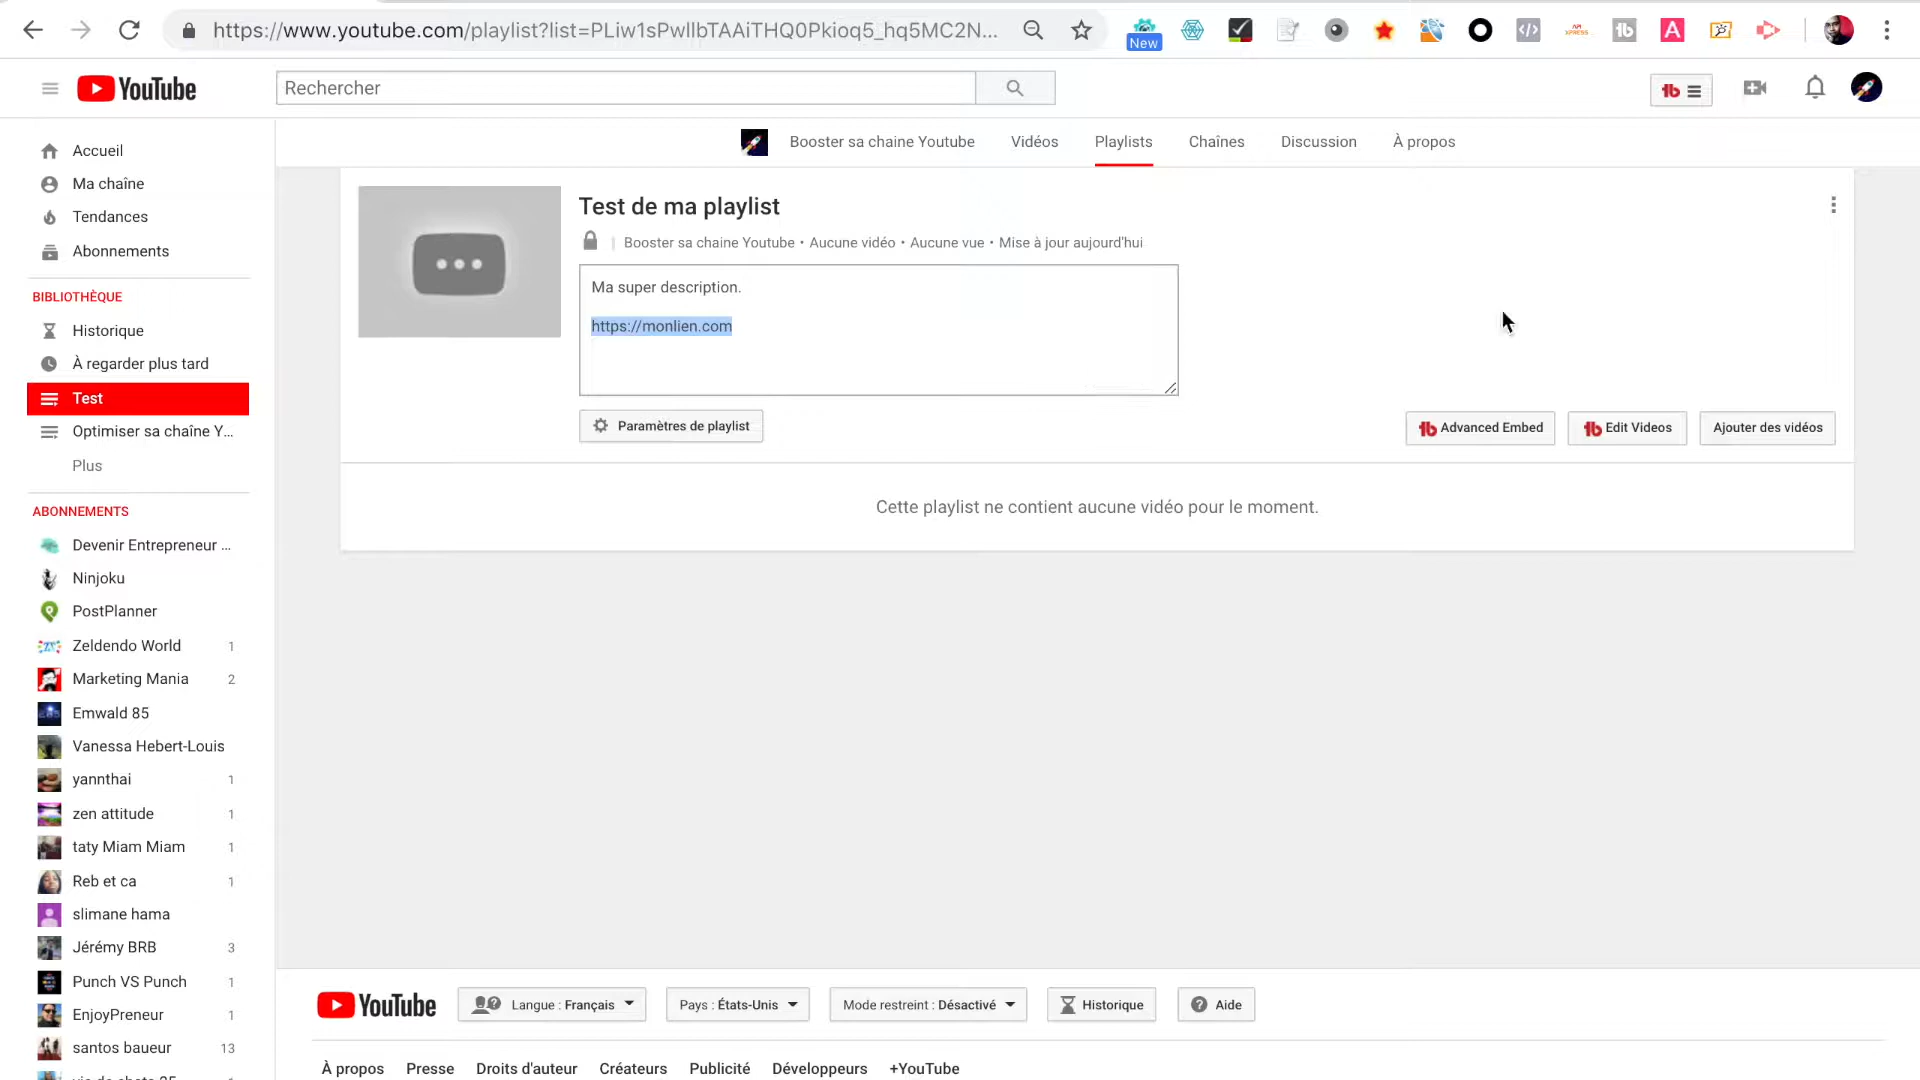 https://www.youtube.com/playlist?list=PLiw1sPwllbTAAiTHQ0Pkioq5_hq5MC2N...
New
YouTube
Rechercher
Booster sa chaine Youtube Vidéos Playlists Chaînes Discussion À propos
Accueil
Ma chaîne
Tendances
Abonnements
BIBLIOTHÈQUE
Historique
À regarder plus tard
Test
Optimiser sa chaîne Y...
Plus
ABONNEMENTS
Devenir Entrepreneur ...
Ninjoku
PostPlanner
Zeldendo World 1
Marketing Mania 2
Emwald 85
Vanessa Hebert-Louis
yannthai 1
zen attitude 1
taty Miam Miam 1
Reb et ca 1
slimane hama
Jérémy BRB 3
Punch VS Punch 1
EnjoyPreneur 1
santos baueur 13
Test de ma playlist
Booster sa chaine Youtube • Aucune vidéo • Aucune vue • Mise à jour aujourd'hui
Ma super description.
https://monlien.com
Paramètres de playlist
Advanced Embed
Edit Videos
Ajouter des vidéos
Cette playlist ne contient aucune vidéo pour le moment.
YouTube
Langue : Français
Pays : États-Unis
Mode restreint : Désactivé
Historique
Aide
À propos Presse Droits d'auteur Créateurs Publicité Développeurs +YouTube